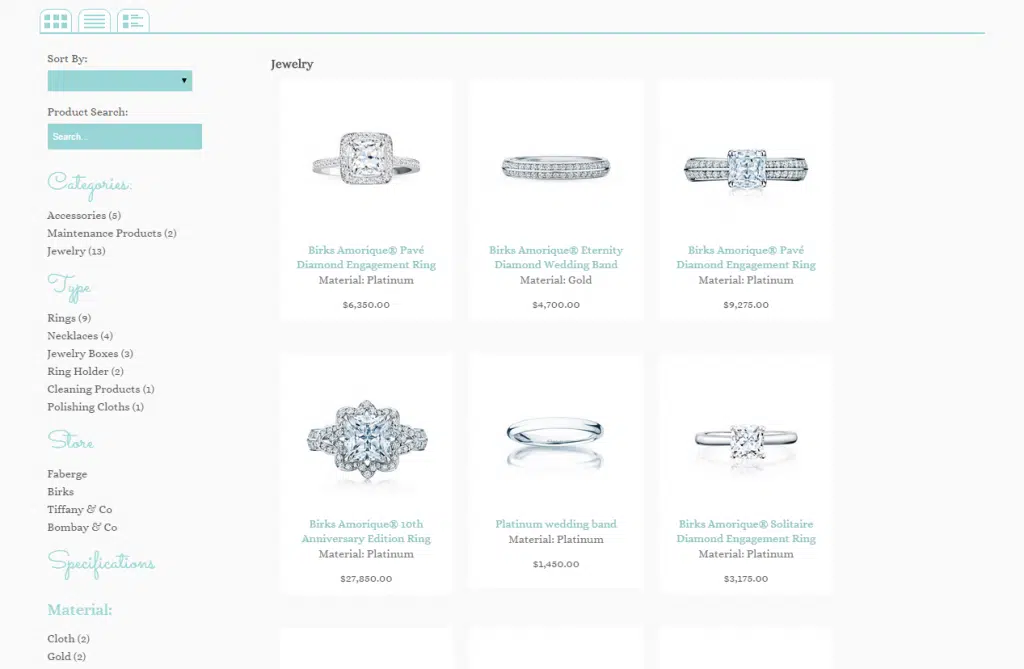 Sort By:
Product Search:
Search...
Categories:
Accessories (5)
Maintenance Products (2)
Jewelry (13)
Type
Rings (9)
Necklaces (4)
Jewelry Boxes (3)
Ring Holder (2)
Cleaning Products (1)
Polishing Cloths (1)
Store
Faberge
Birks
Tiffany & Co
Bombay & Co
Specifications
Material:
Cloth (2)
Gold (2)
Jewelry
Birks Amorique® Pavé
Diamond Engagement Ring
Material: Platinum
$6,350.00
Birks Amorique® Eternity
Diamond Wedding Band
Material: Gold
$4,700.00
Birks Amorique® Pavé
Diamond Engagement Ring
Material: Platinum
$9,275.00
Birks Amorique® 10th
Anniversary Edition Ring
Material: Platinum
$27,850.00
Platinum wedding band
Material: Platinum
$1,450.00
Birks Amorique® Solitaire
Diamond Engagement Ring
Material: Platinum
$3,175.00